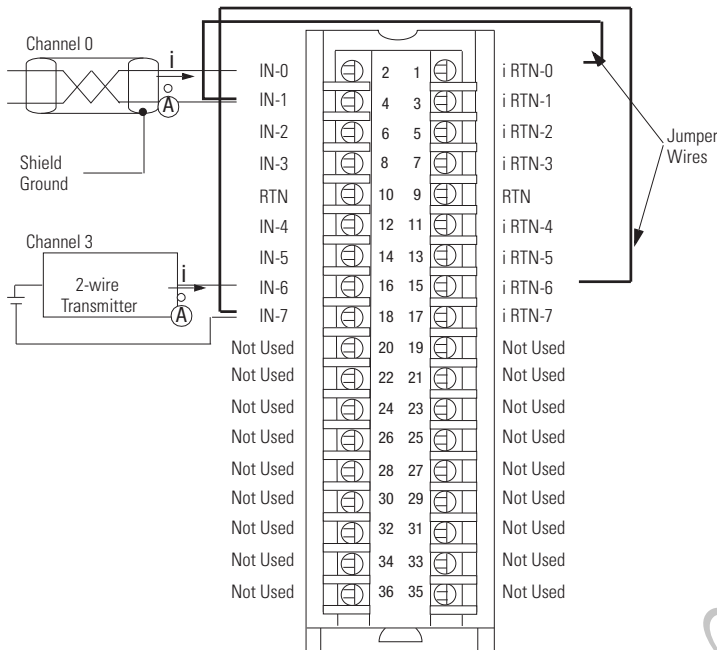 Channel 0
i
A
Shield
Ground
Channel 3
i
2-wire
Transmitter
A
Jumper
Wires
IN-0 2 1 i RTN-0
IN-1 4 3 i RTN-1
IN-2 6 5 i RTN-2
IN-3 8 7 i RTN-3
RTN 10 9 RTN
IN-4 12 11 i RTN-4
IN-5 14 13 i RTN-5
IN-6 16 15 i RTN-6
IN-7 18 17 i RTN-7
Not Used 20 19 Not Used
Not Used 22 21 Not Used
Not Used 24 23 Not Used
Not Used 26 25 Not Used
Not Used 28 27 Not Used
Not Used 30 29 Not Used
Not Used 32 31 Not Used
Not Used 34 33 Not Used
Not Used 36 35 Not Used